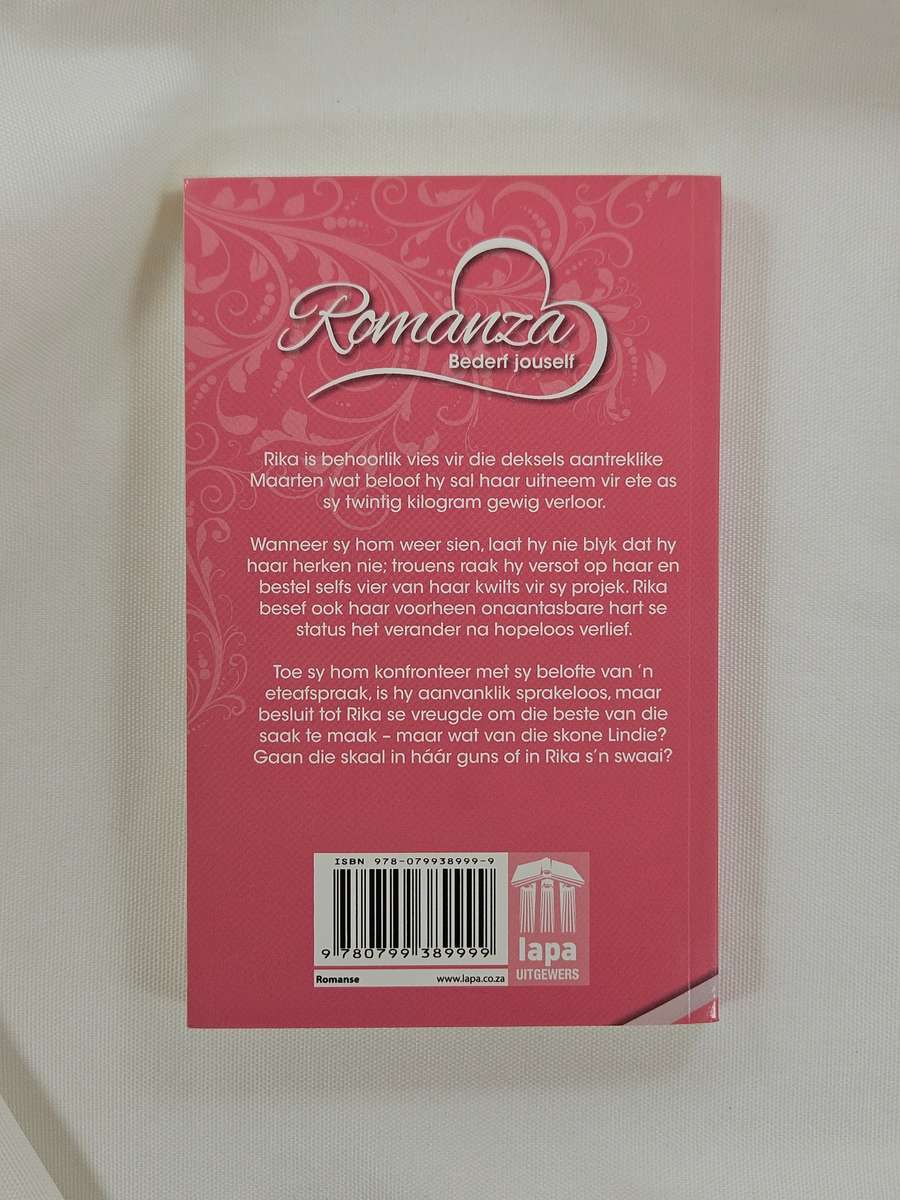 Romanza
Bederf jouself
Rika is behoorlik vies vir die deksels aantreklike
Maarten wat beloof hy sal haar uitneem vir ete as
sy twintig kilogram gewig verloor.
Wanneer sy hom weer sien, laat hy nie blyk dat hy
haar herken nie; trouens raak hy versot op haar en
bestel selfs vier van haar kwilts vir sy projek. Rika
besef ook haar voorheen onaantasbare hart se
status het verander na hopeloos verlief.
Toe sy hom konfronteer met sy belofte van 'n
eteafspraak, is hy aanvanklik sprakeloos, maar
besluit tot Rika se vreugde om die beste van die
saak te maak – maar wat van die skone Lindie?
Gaan die skaal in háár guns of in Rika s'n swaai?
ISBN 978-079938999-9
9 780799 389999
Romanse www.lapa.co.za
lapa
UITGEWERS